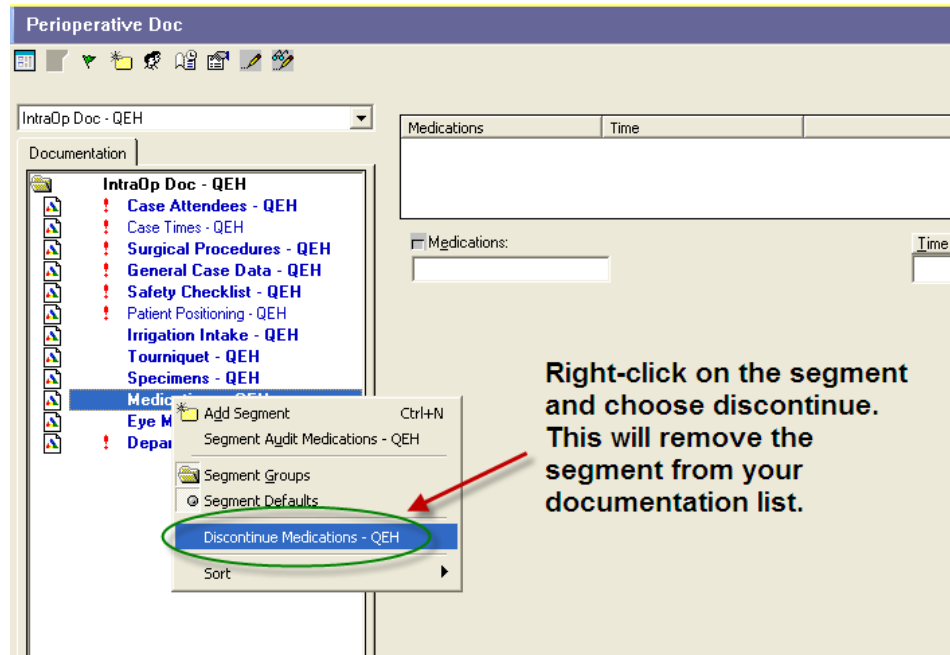 Perioperative Doc
IntraOp Doc - QEH
Documentation
IntraOp Doc - QEH
! Case Attendees - QEH
! Case Times - QEH
! Surgical Procedures - QEH
! General Case Data - QEH
! Safety Checklist - QEH
! Patient Positioning - QEH
Irrigation Intake - QEH
Tourniquet - QEH
Specimens - QEH
Eye M
! Depar
Add Segment Ctrl+N
Segment Audit Medications - QEH
Segment Groups
Segment Defaults
Discontinue Medications - QEH
Sort
Medications Time
Medications:
Time
Right-click on the segment
and choose discontinue.
This will remove the
segment from your
documentation list.